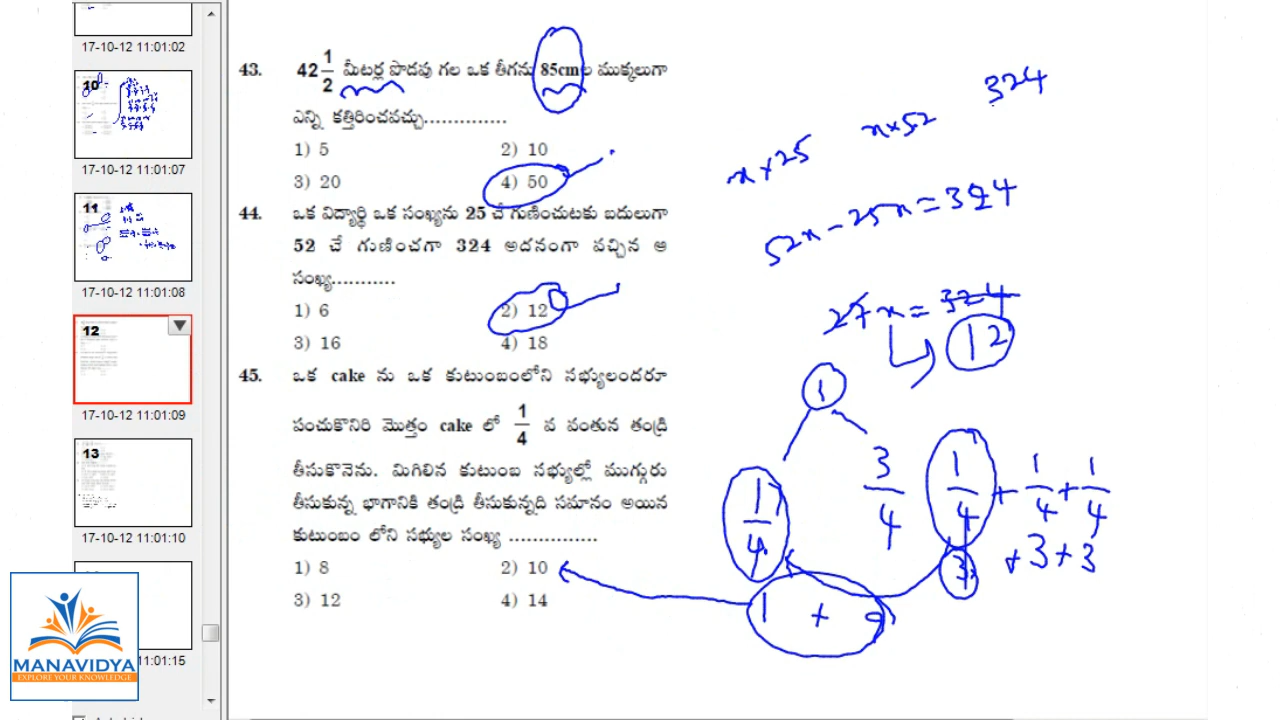 17-10-12 11:01:02
10
17-10-12 11:01:07
11
17-10-12 11:01:08
12
17-10-12 11:01:09
13
17-10-12 11:01:10
11:01:15
MANAVIDYA
EXPLORE YOUR KNOWLEDGE
43. 42 1/2 మీటర్ల పొడవు గల ఒక తీగను 85cmల ముక్కలుగా
ఎన్ని కత్తిరించవచ్చు..............
1) 5 2) 10
3) 20 4) 50
44. ఒక విద్యార్థి ఒక సంఖ్యను 25 చే గుణించుటకు బదులుగా
52 చే గుణించగా 324 అదనంగా వచ్చిన ఆ
సంఖ్య...........
1) 6 2) 12
3) 16 4) 18
45. ఒక cake ను ఒక కుటుంబంలోని సభ్యులందరూ
పంచుకొనిరి మొత్తం cake లో 1/4 వ వంతున తండ్రి
తీసుకొనెను. మిగిలిన కుటుంబ సభ్యుల్లో ముగ్గురు
తీసుకున్న భాగానికి తండ్రి తీసుకున్నది సమానం అయిన
కుటుంబం లోని సభ్యుల సంఖ్య ...............
1) 8 2) 10
3) 12 4) 14
x×25 x×52 324
52x-25x=324
27x=324
12
1
1/4 3/4 1/4+1/4+1/4
3+3+3
1+9